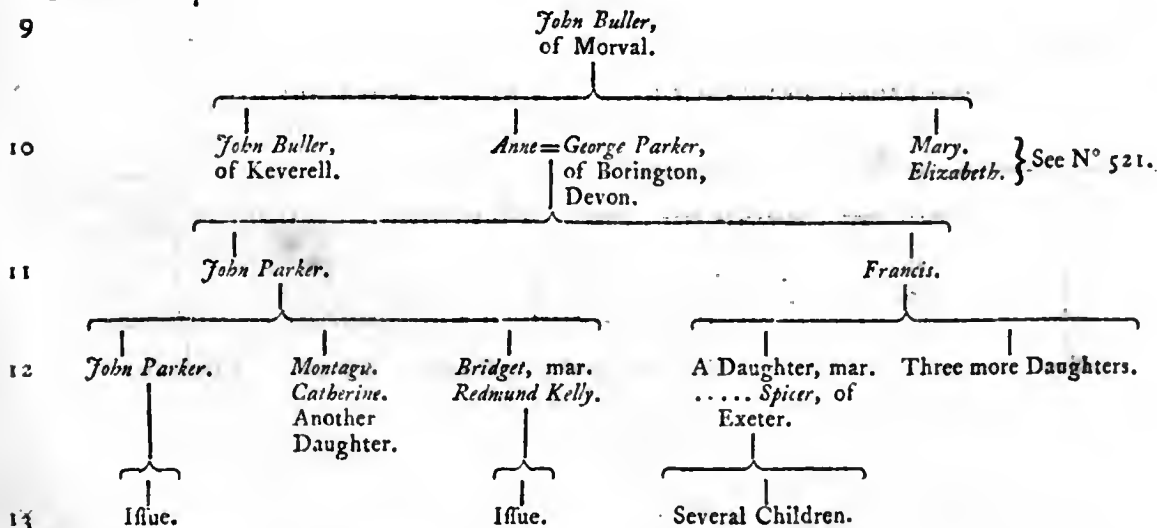 9
John Buller,
of Morval.
10
John Buller,
of Keverell.
Anne = George Parker,
of Borington,
Devon.
Mary.
Elizabeth. } See N° 521.
11
John Parker.
Francis.
12
John Parker.
Montagu.
Catherine.
Another
Daughter.
Bridget, mar.
Redmund Kelly.
A Daughter, mar.
..... Spicer, of
Exeter.
Three more Daughters.
13
Iſſue.
Iſſue.
Several Children.